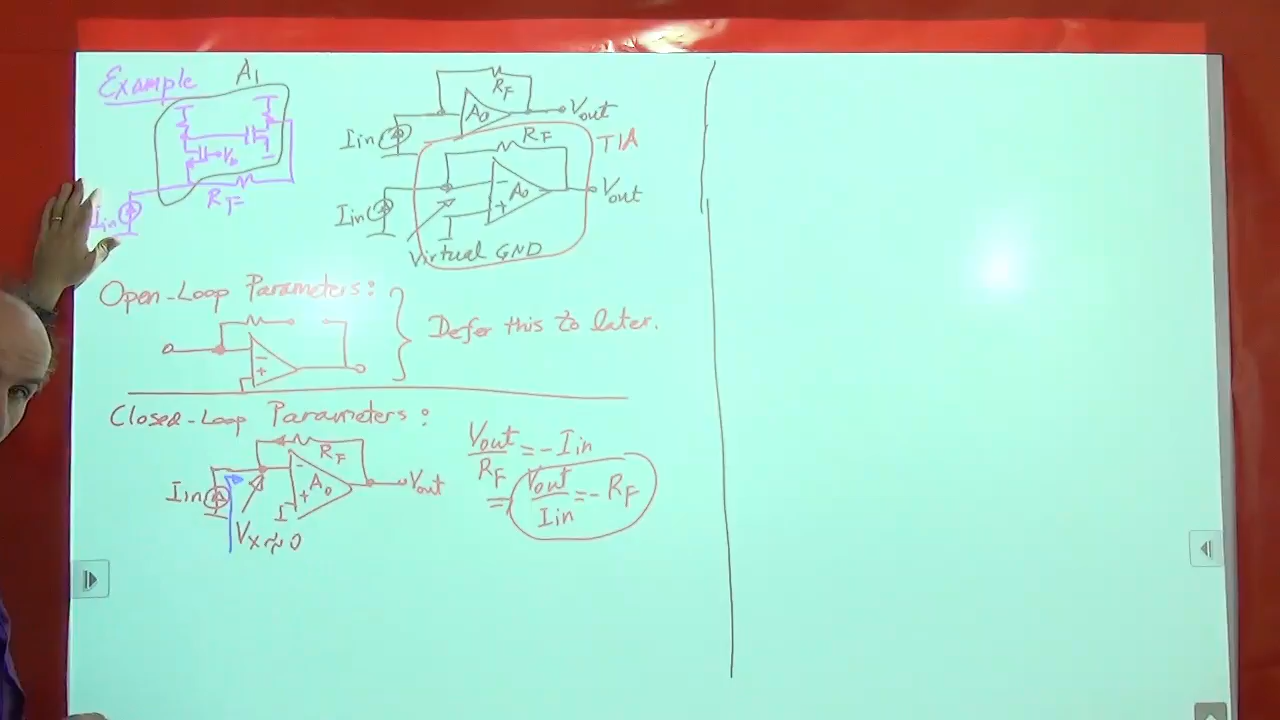 Example
A1
Vb
RF
Iin
RF
A0
Vout
Iin
TIA
RF
-
A0
+
Vout
Iin
Virtual GND
Open-Loop Parameters:
-
+
Defer this to later.
Closed-Loop Parameters:
RF
-
A0
+
Vout
Iin
Vx≈0
Vout/RF = -Iin
⇒ Vout/Iin = -RF